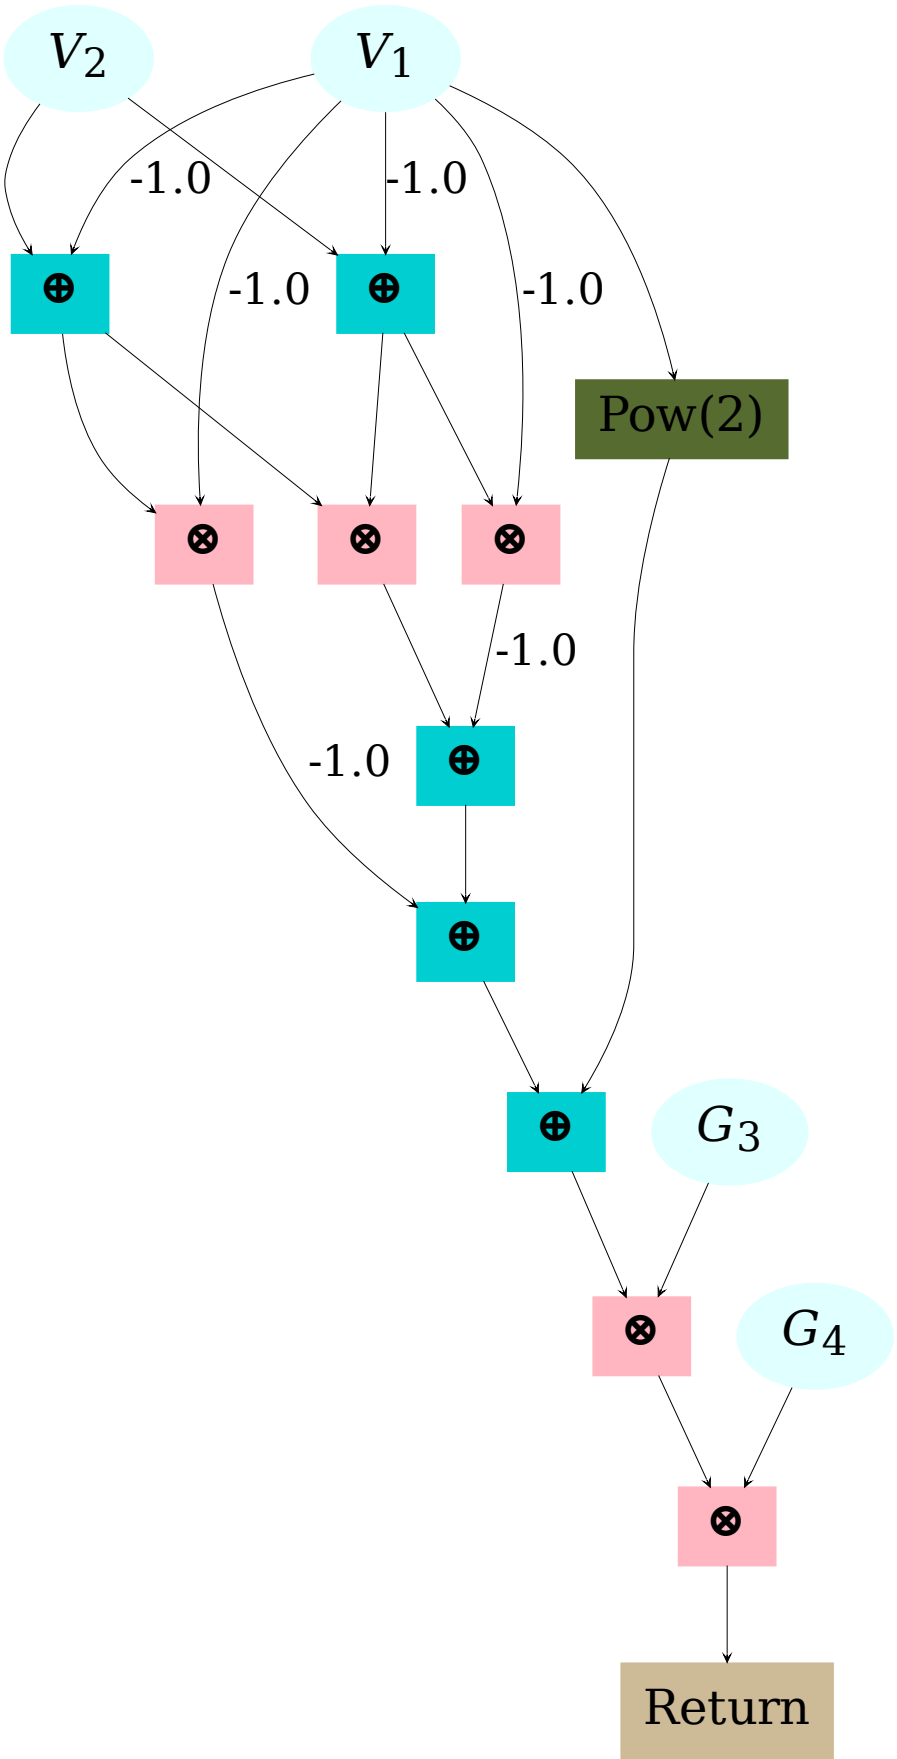 V₂ V₁
-1.0 -1.0
⊕ ⊕
-1.0 -1.0
Pow(2)
⊗ ⊗ ⊗
-1.0
⊕
-1.0
⊕
⊕ G₃
⊗ G₄
⊗
Return